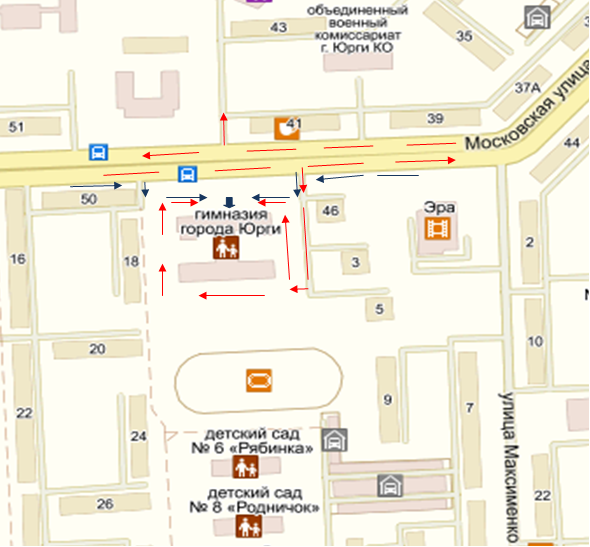 объединенный
военный
комиссариат
г. Юрги КО
43
35
37А
51
41
39
Московская улица
44
50
гимназия
города Юрги
46
Эра
16
18
3
2
5
20
10
22
9
7
24
детский сад
№ 6 «Рябинка»
улица Максименко
26
детский сад
№ 8 «Родничок»
22